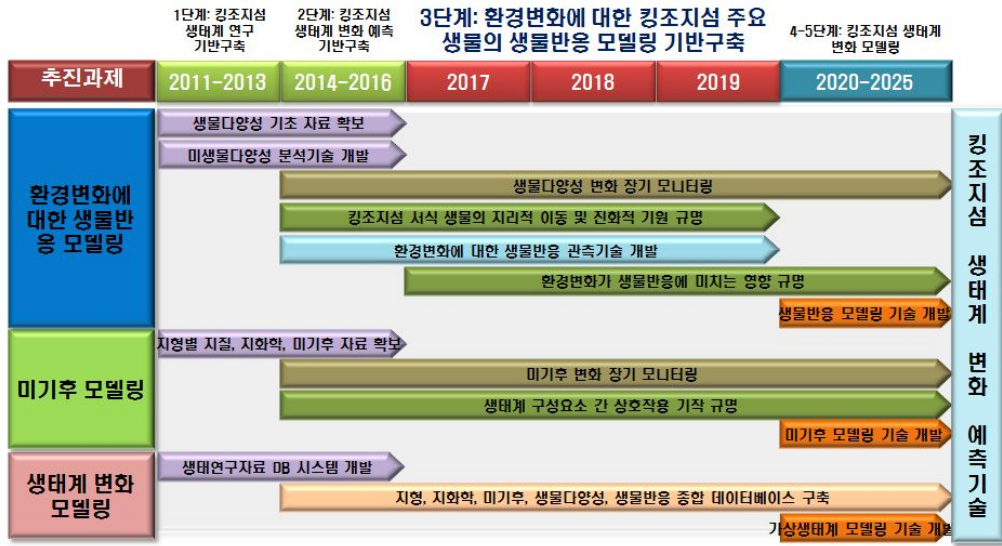 1단계: 킹조지섬
생태계 연구
기반구축
2단계: 킹조지섬
생태계 변화 예측
기반구축
3단계: 환경변화에 대한 킹조지섬 주요
생물의 생물반응 모델링 기반구축
4-5단계: 킹조지섬 생태계
변화 모델링
추진과제
2011-2013
2014-2016
2017
2018
2019
2020-2025
환경변화에
대한 생물반
응 모델링
생물다양성 기초 자료 확보
미생물다양성 분석기술 개발
생물다양성 변화 장기 모니터링
킹조지섬 서식 생물의 지리적 이동 및 진화적 기원 규명
환경변화에 대한 생물반응 관측기술 개발
환경변화가 생물반응에 미치는 영향 규명
생물반응 모델링 기술 개발
미기후 모델링
지형별 지질, 지화학, 미기후 자료 확보
미기후 변화 장기 모니터링
생태계 구성요소 간 상호작용 기작 규명
미기후 모델링 기술 개발
생태계 변화
모델링
생태연구자료 DB 시스템 개발
지형, 지화학, 미기후, 생물다양성, 생물반응 종합 데이터베이스 구축
가상생태계 모델링 기술 개발
킹조지섬 생태계 변화 예측기술